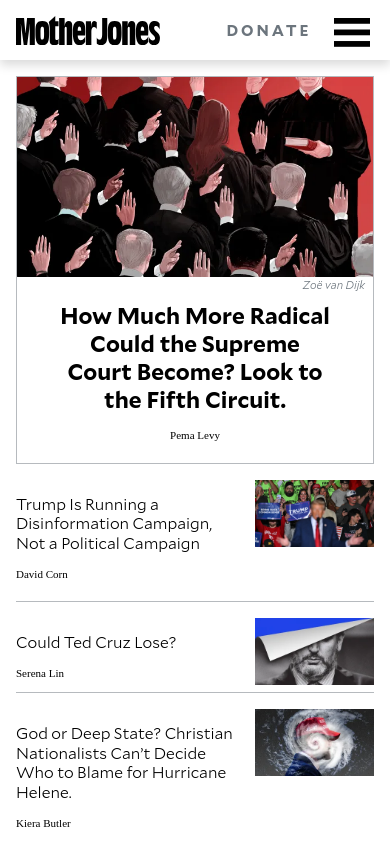 Mother Jones
DONATE
Zoë van Dijk
How Much More Radical
Could the Supreme
Court Become? Look to
the Fifth Circuit.
Pema Levy
Trump Is Running a
Disinformation Campaign,
Not a Political Campaign
David Corn
TRUMP
Could Ted Cruz Lose?
Serena Lin
God or Deep State? Christian
Nationalists Can’t Decide
Who to Blame for Hurricane
Helene.
Kiera Butler